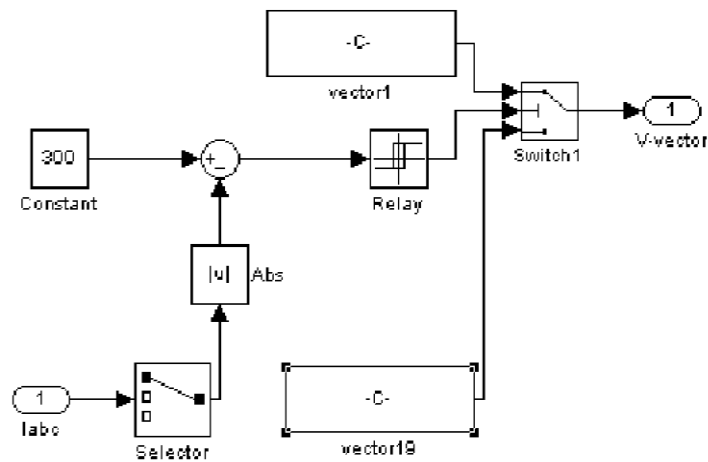 -C-
vector1
1
V-vector
Switch1
300
Constant
+
-
Relay
|u|
Abs
1
Iabc
Selector
-C-
vector19